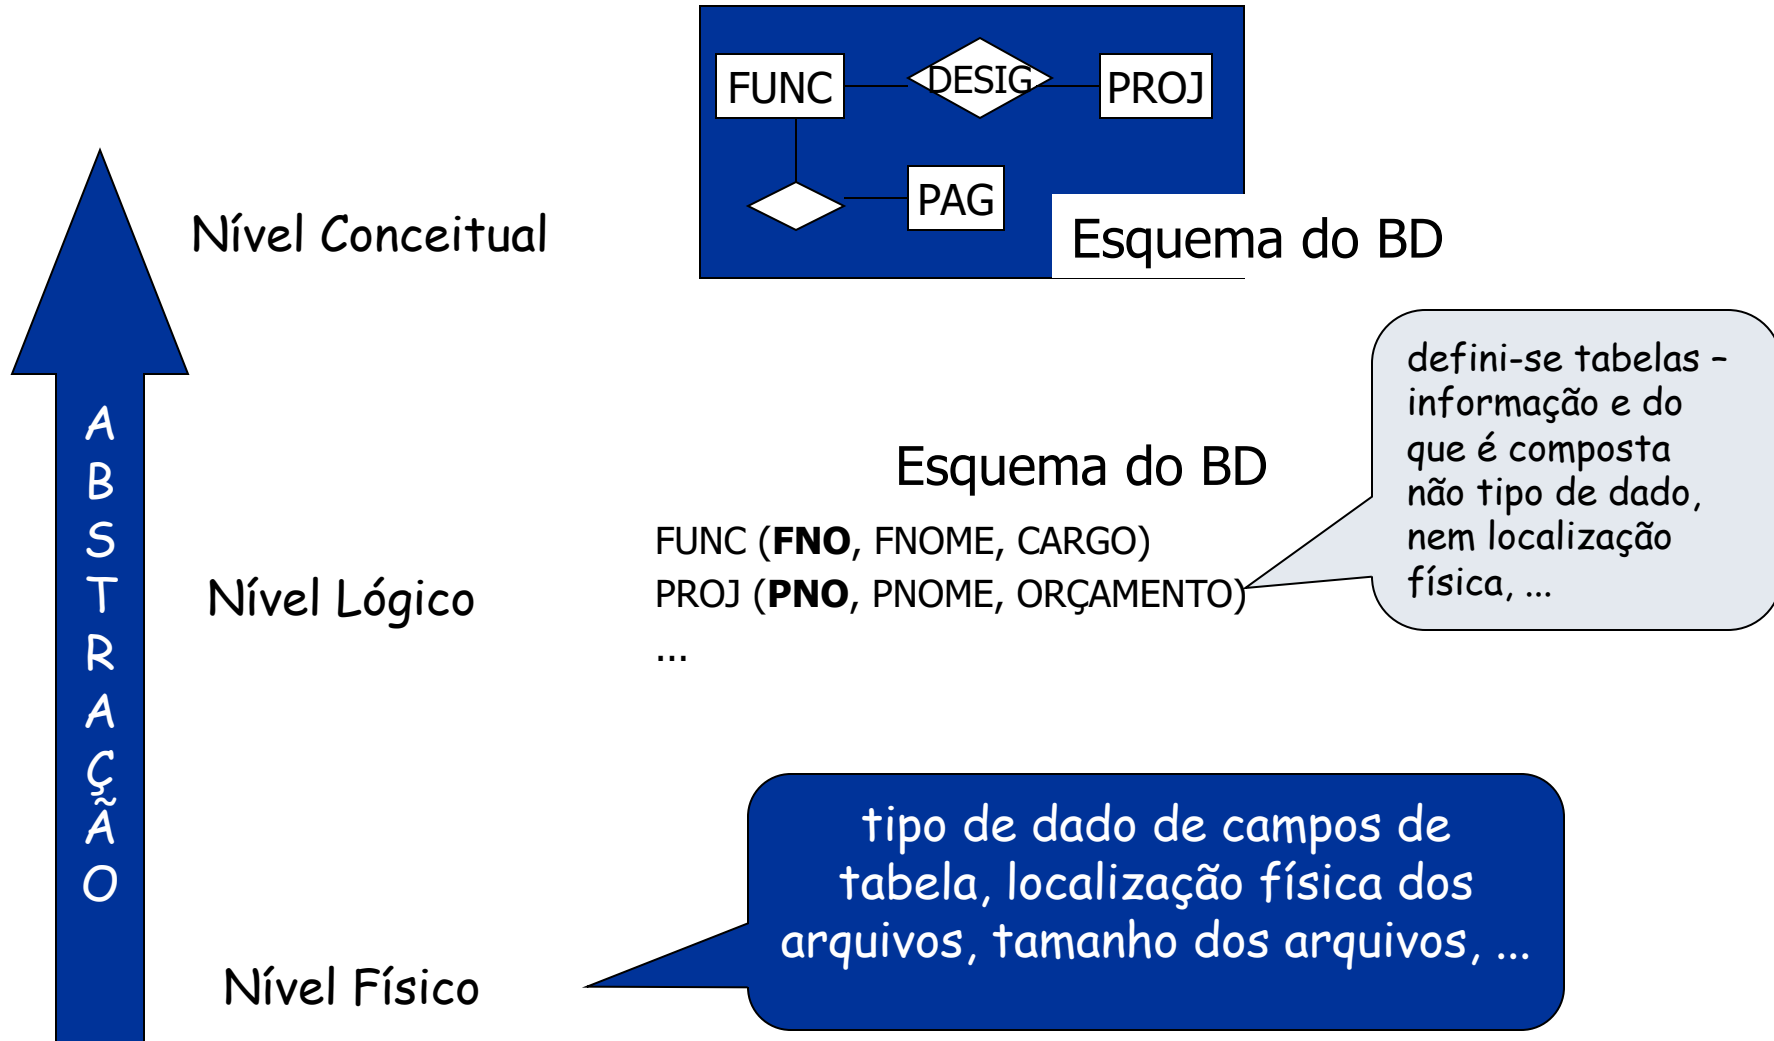 FUNC
DESIG
PROJ
PAG
Nível Conceitual
Esquema do BD
defini-se tabelas –
informação e do
que é composta
não tipo de dado,
nem localização
física, ...
Esquema do BD
FUNC (FNO, FNOME, CARGO)
PROJ (PNO, PNOME, ORÇAMENTO)
...
Nível Lógico
ABSTRAÇÃO
tipo de dado de campos de
tabela, localização física dos
arquivos, tamanho dos arquivos, ...
Nível Físico